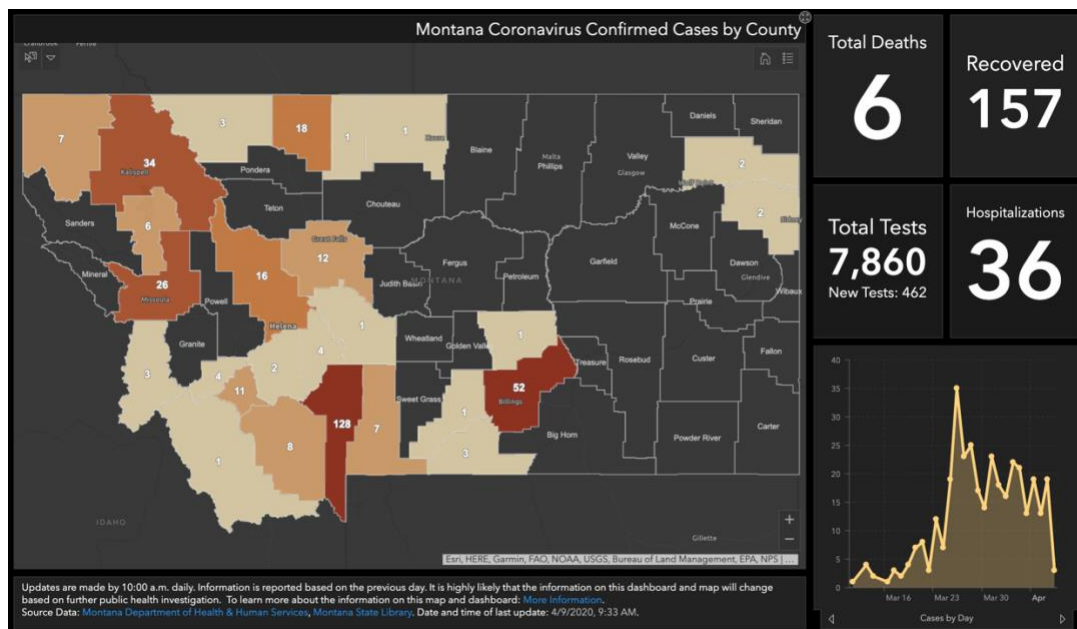 Montana Coronavirus Confirmed Cases by County
Total Deaths
6
Recovered
157
Total Tests
7,860
New Tests: 462
Hospitalizations
36
7
34
Kalispell
3
18
1
1
Havre
Blaine
Malta
Phillips
Valley
Glasgow
Daniels
Sheridan
2
2
Sidney
Pondera
Teton
Chouteau
Sanders
6
Great Falls
12
McCone
Mineral
26
Missoula
Powell
16
Helena
Judith Basin
Fergus
MONTANA
Petroleum
Garfield
Dawson
Glendive
Wibaux
Prairie
Granite
1
Wheatland
Golden Valley
1
Treasure
Rosebud
Custer
Fallon
3
4
11
2
4
128
7
Sweet Grass
52
Billings
1
Big Horn
Powder River
Carter
8
1
3
IDAHO
Gillette
+
−
Esri, HERE, Garmin, FAO, NOAA, USGS, Bureau of Land Management, EPA, NPS | ...
Updates are made by 10:00 a.m. daily. Information is reported based on the previous day. It is highly likely that the information on this dashboard and map will change
based on further public health investigation. To learn more about the information on this map and dashboard: More Information.
Source Data: Montana Department of Health & Human Services, Montana State Library. Date and time of last update: 4/9/2020, 9:33 AM.
40
35
30
25
20
15
10
5
0
Mar 16
Mar 23
Mar 30
Apr
Cases by Day